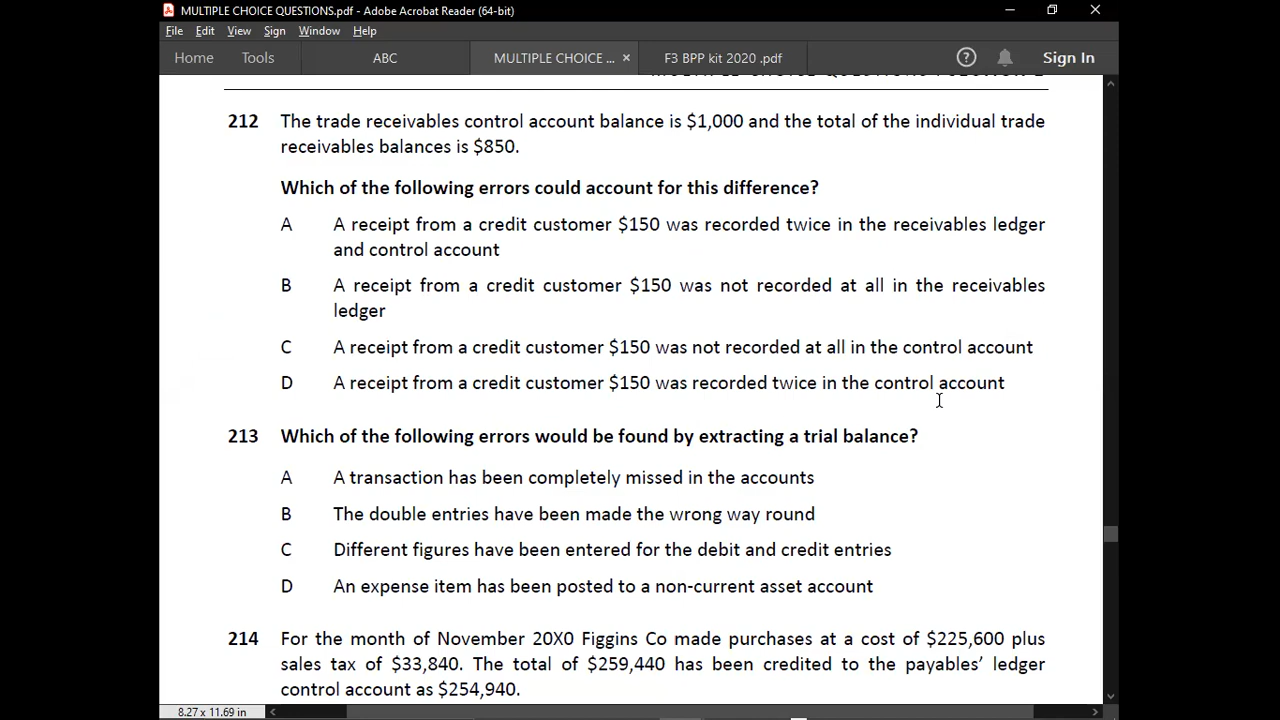 MULTIPLE CHOICE QUESTIONS.pdf - Adobe Acrobat Reader (64-bit)
File Edit View Sign Window Help
Home Tools ABC MULTIPLE CHOICE ... × F3 BPP kit 2020 .pdf ? Sign In
212 The trade receivables control account balance is $1,000 and the total of the individual trade
receivables balances is $850.
Which of the following errors could account for this difference?
A A receipt from a credit customer $150 was recorded twice in the receivables ledger
and control account
B A receipt from a credit customer $150 was not recorded at all in the receivables
ledger
C A receipt from a credit customer $150 was not recorded at all in the control account
D A receipt from a credit customer $150 was recorded twice in the control account
213 Which of the following errors would be found by extracting a trial balance?
A A transaction has been completely missed in the accounts
B The double entries have been made the wrong way round
C Different figures have been entered for the debit and credit entries
D An expense item has been posted to a non-current asset account
214 For the month of November 20X0 Figgins Co made purchases at a cost of $225,600 plus
sales tax of $33,840. The total of $259,440 has been credited to the payables’ ledger
control account as $254,940.
8.27 x 11.69 in